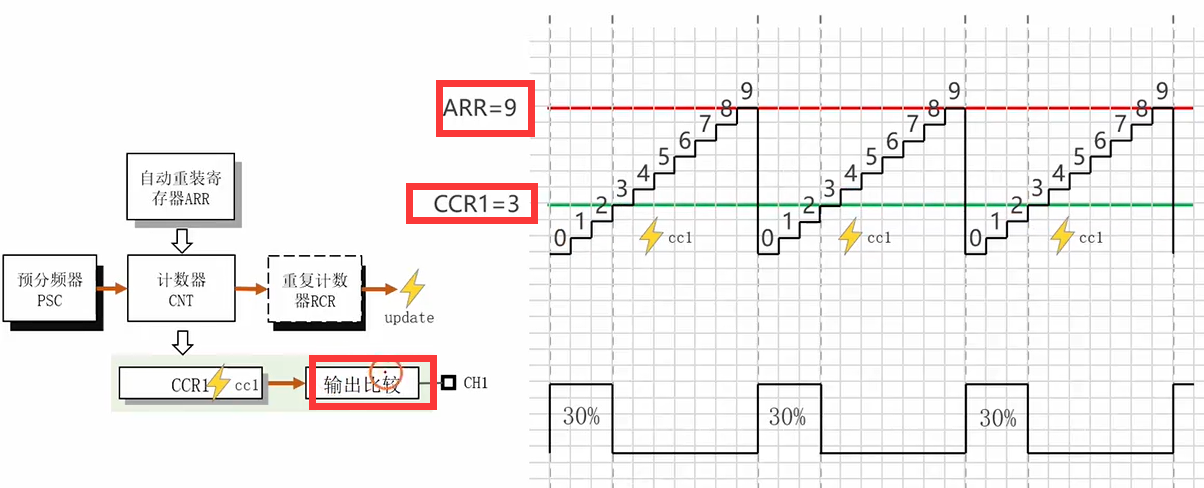 ARR=9
CCR1=3
自动重装寄
存器ARR
预分频器
PSC
计数器
CNT
重复计数
器RCR
update
CCR1
cc1
输出比较
CH1
0
1
2
3
4
5
6
7
8
9
cc1
0
1
2
3
4
5
6
7
8
9
cc1
0
1
2
3
4
5
6
7
8
9
cc1
30%
30%
30%